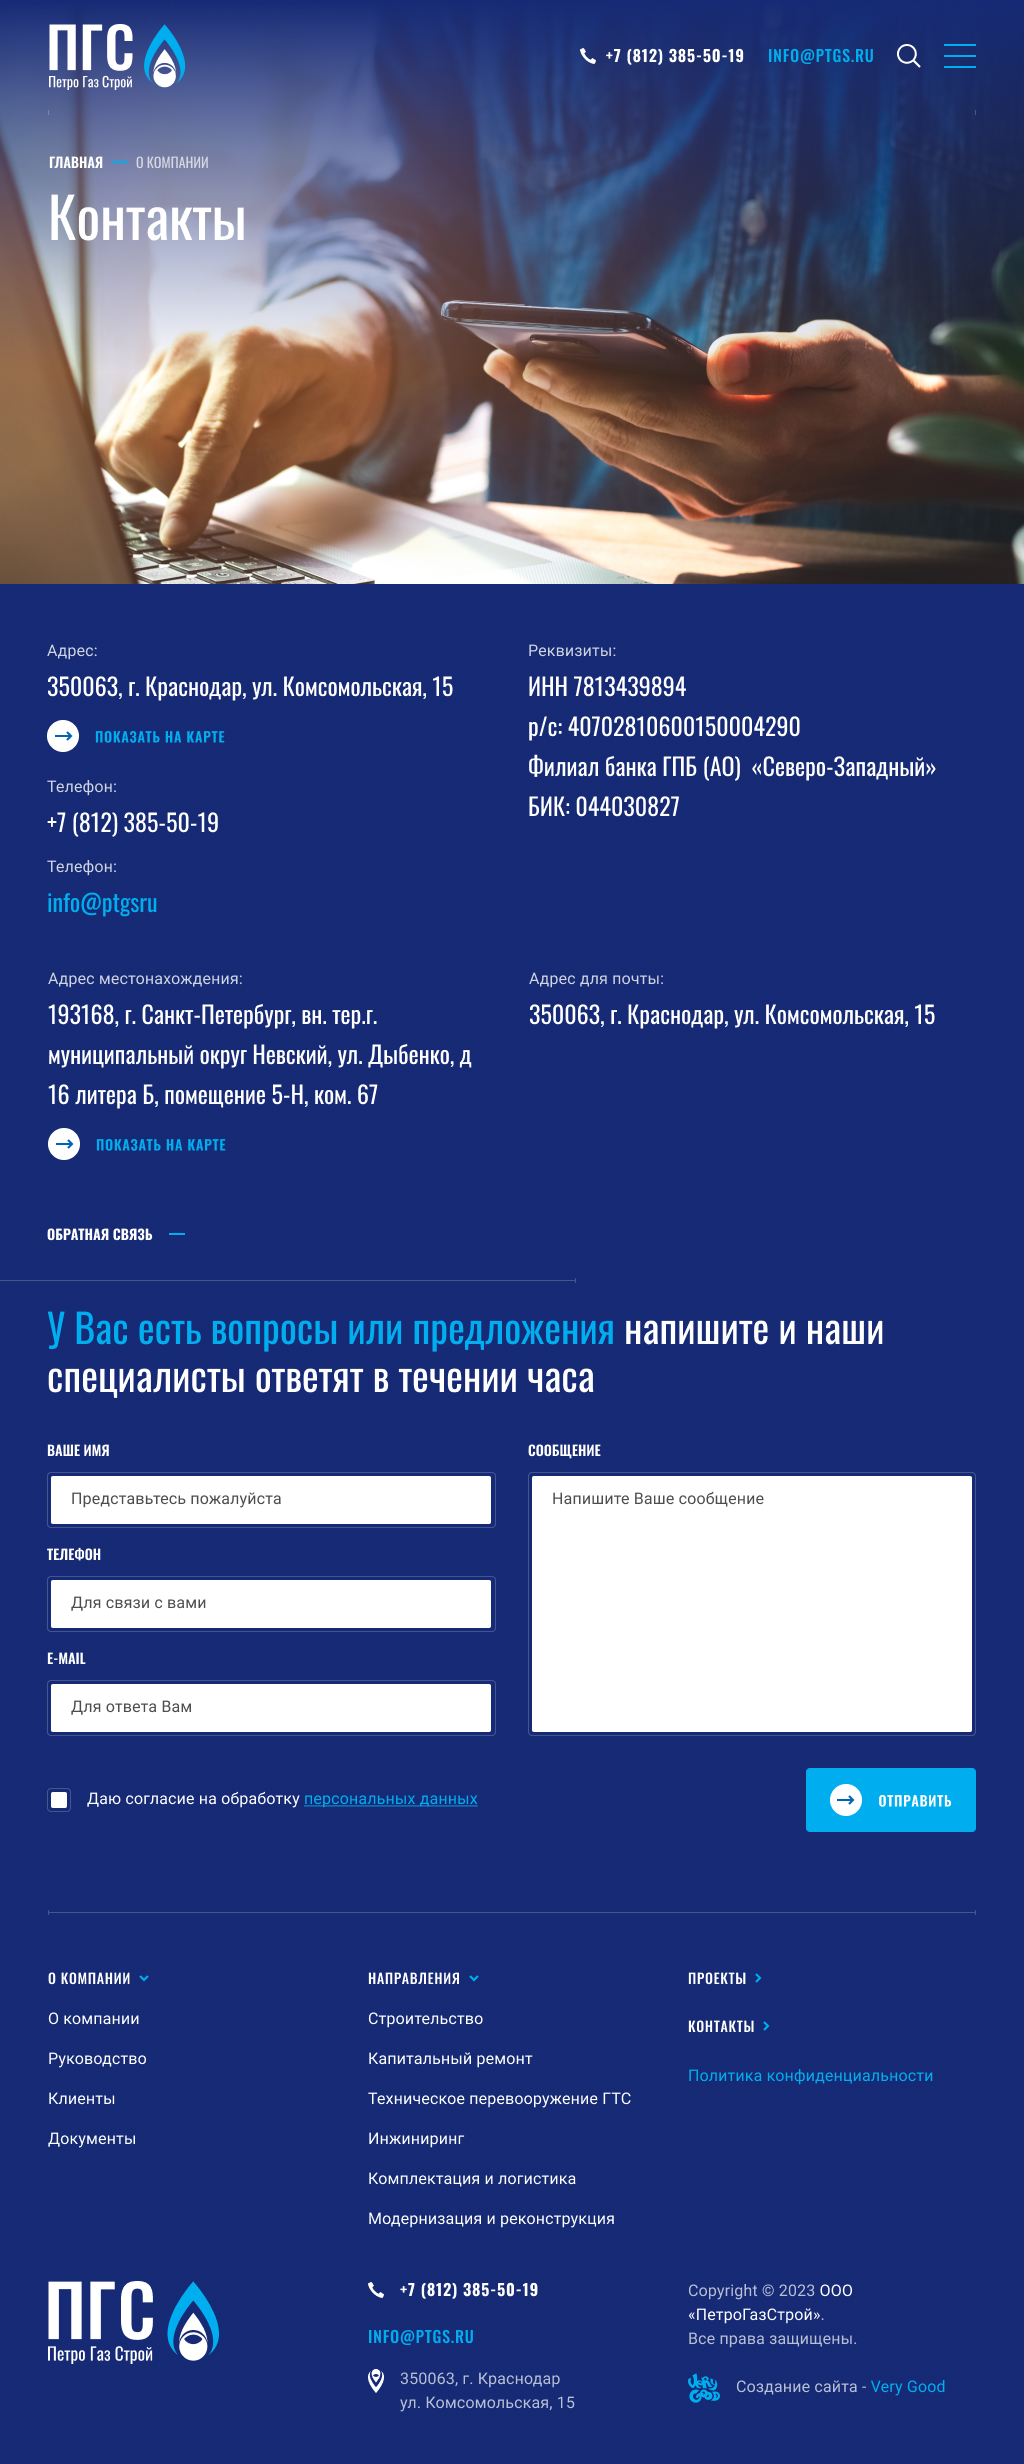 ПГС
Петро Газ Строй
+7 (812) 385-50-19
INFO@PTGS.RU
ГЛАВНАЯ — О КОМПАНИИ
Контакты
Адрес:
350063, г. Краснодар, ул. Комсомольская, 15
ПОКАЗАТЬ НА КАРТЕ
Телефон:
+7 (812) 385-50-19
Телефон:
info@ptgsru
Реквизиты:
ИНН 7813439894
р/с: 40702810600150004290
Филиал банка ГПБ (АО) «Северо-Западный»
БИК: 044030827
Адрес местонахождения:
193168, г. Санкт-Петербург, вн. тер.г.
муниципальный округ Невский, ул. Дыбенко, д
16 литера Б, помещение 5-Н, ком. 67
ПОКАЗАТЬ НА КАРТЕ
Адрес для почты:
350063, г. Краснодар, ул. Комсомольская, 15
ОБРАТНАЯ СВЯЗЬ —
У Вас есть вопросы или предложения напишите и наши
специалисты ответят в течении часа
ВАШЕ ИМЯ
Представьтесь пожалуйста
ТЕЛЕФОН
Для связи с вами
E-MAIL
Для ответа Вам
СООБЩЕНИЕ
Напишите Ваше сообщение
Даю согласие на обработку персональных данных
ОТПРАВИТЬ
О КОМПАНИИ
О компании
Руководство
Клиенты
Документы
НАПРАВЛЕНИЯ
Строительство
Капитальный ремонт
Техническое перевооружение ГТС
Инжиниринг
Комплектация и логистика
Модернизация и реконструкция
ПРОЕКТЫ
КОНТАКТЫ
Политика конфиденциальности
ПГС
Петро Газ Строй
+7 (812) 385-50-19
INFO@PTGS.RU
350063, г. Краснодар
ул. Комсомольская, 15
Copyright © 2023 ООО
«ПетроГазСтрой».
Все права защищены.
Very Good
Создание сайта - Very Good